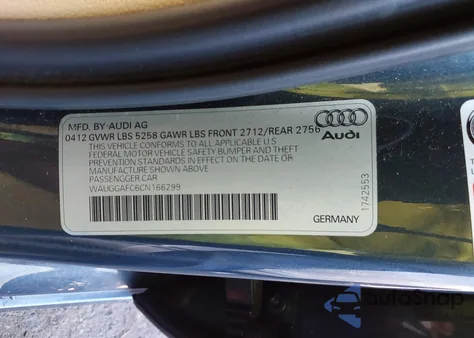 MFD. BY AUDI AG
0412 GVWR LBS 5258 GAWR LBS FRONT 2712/REAR 2756
THIS VEHICLE CONFORMS TO ALL APPLICABLE U.S
FEDERAL MOTOR VEHICLE SAFETY BUMPER AND THEFT
PREVENTION STANDARDS IN EFFECT ON THE DATE OF
MANUFACTURE SHOWN ABOVE
PASSENGGER CAR
WAUGGAFC6CN166299
Audi
GERMANY
1742553
autoSnap